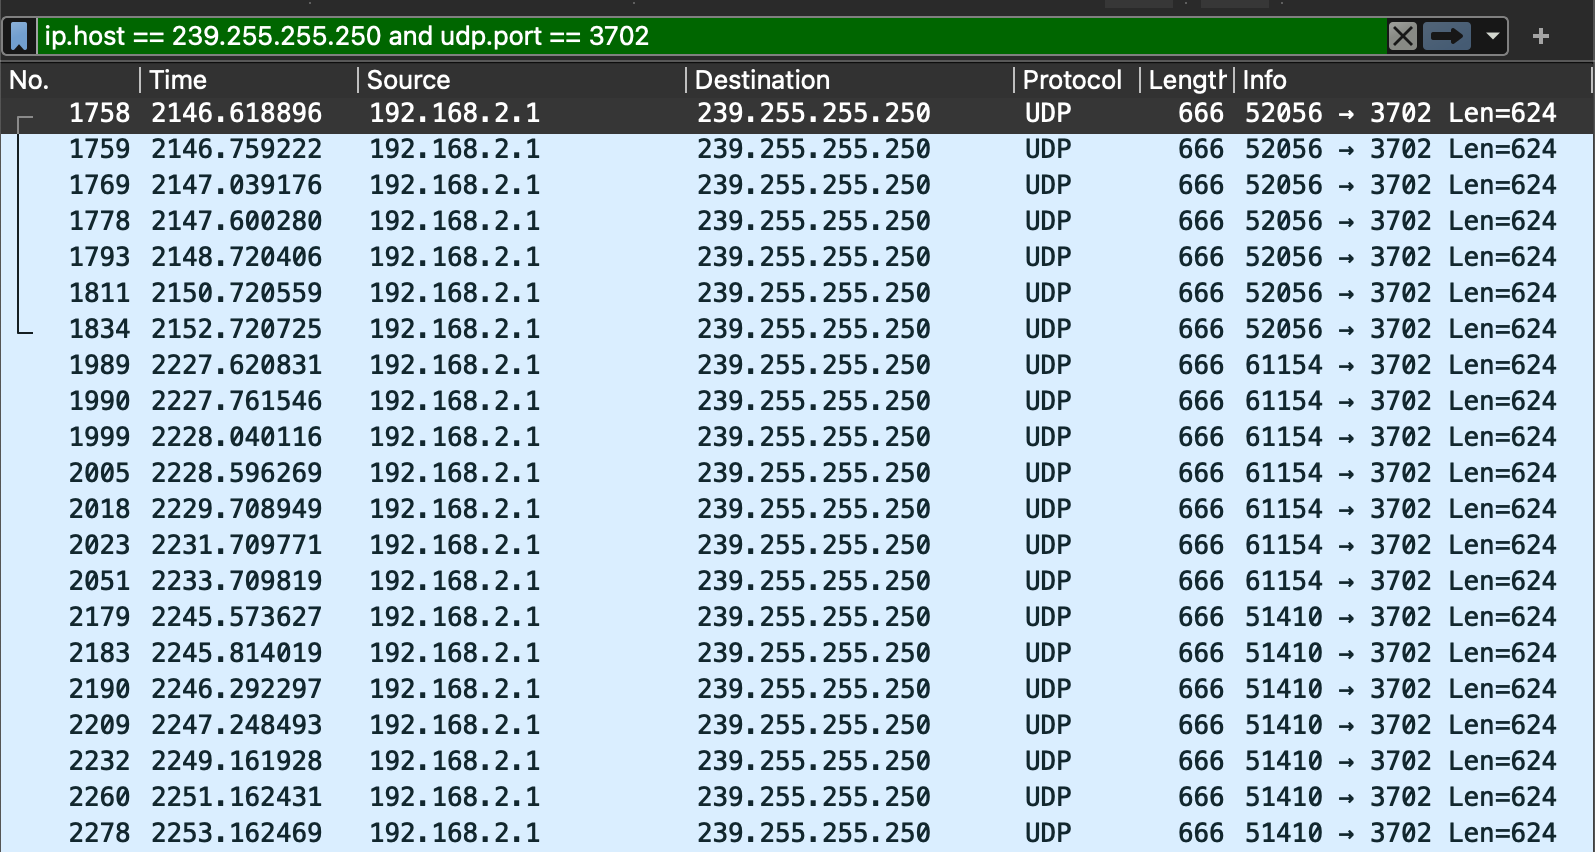 ip.host == 239.255.255.250 and udp.port == 3702
No. Time Source Destination Protocol Length Info
1758 2146.618896 192.168.2.1 239.255.255.250 UDP 666 52056 → 3702 Len=624
1759 2146.759222 192.168.2.1 239.255.255.250 UDP 666 52056 → 3702 Len=624
1769 2147.039176 192.168.2.1 239.255.255.250 UDP 666 52056 → 3702 Len=624
1778 2147.600280 192.168.2.1 239.255.255.250 UDP 666 52056 → 3702 Len=624
1793 2148.720406 192.168.2.1 239.255.255.250 UDP 666 52056 → 3702 Len=624
1811 2150.720559 192.168.2.1 239.255.255.250 UDP 666 52056 → 3702 Len=624
1834 2152.720725 192.168.2.1 239.255.255.250 UDP 666 52056 → 3702 Len=624
1989 2227.620831 192.168.2.1 239.255.255.250 UDP 666 61154 → 3702 Len=624
1990 2227.761546 192.168.2.1 239.255.255.250 UDP 666 61154 → 3702 Len=624
1999 2228.040116 192.168.2.1 239.255.255.250 UDP 666 61154 → 3702 Len=624
2005 2228.596269 192.168.2.1 239.255.255.250 UDP 666 61154 → 3702 Len=624
2018 2229.708949 192.168.2.1 239.255.255.250 UDP 666 61154 → 3702 Len=624
2023 2231.709771 192.168.2.1 239.255.255.250 UDP 666 61154 → 3702 Len=624
2051 2233.709819 192.168.2.1 239.255.255.250 UDP 666 61154 → 3702 Len=624
2179 2245.573627 192.168.2.1 239.255.255.250 UDP 666 51410 → 3702 Len=624
2183 2245.814019 192.168.2.1 239.255.255.250 UDP 666 51410 → 3702 Len=624
2190 2246.292297 192.168.2.1 239.255.255.250 UDP 666 51410 → 3702 Len=624
2209 2247.248493 192.168.2.1 239.255.255.250 UDP 666 51410 → 3702 Len=624
2232 2249.161928 192.168.2.1 239.255.255.250 UDP 666 51410 → 3702 Len=624
2260 2251.162431 192.168.2.1 239.255.255.250 UDP 666 51410 → 3702 Len=624
2278 2253.162469 192.168.2.1 239.255.255.250 UDP 666 51410 → 3702 Len=624